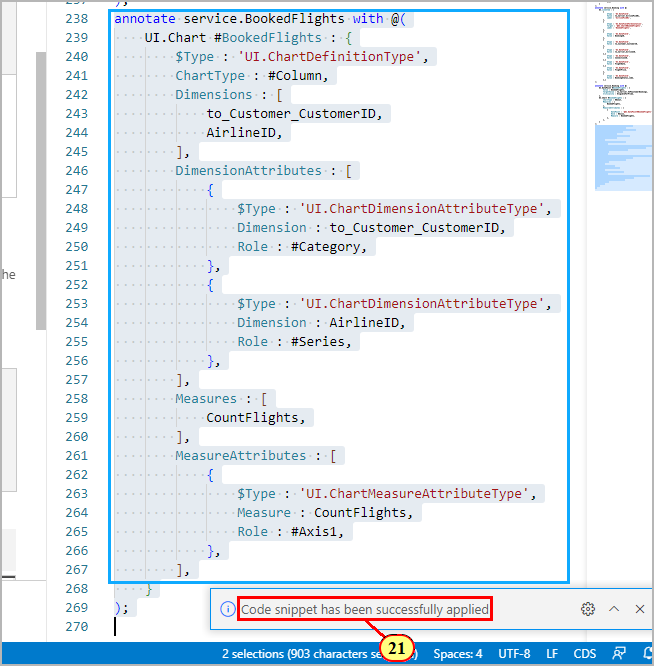 237
);
238 annotate service.BookedFlights with @(
239 UI.Chart #BookedFlights : {
240 $Type : 'UI.ChartDefinitionType',
241 ChartType : #Column,
242 Dimensions : [
243 to_Customer_CustomerID,
244 AirlineID,
245 ],
246 DimensionAttributes : [
247 {
248 $Type : 'UI.ChartDimensionAttributeType',
249 Dimension : to_Customer_CustomerID,
250 Role : #Category,
251 },
252 {
253 $Type : 'UI.ChartDimensionAttributeType',
254 Dimension : AirlineID,
255 Role : #Series,
256 },
257 ],
258 Measures : [
259 CountFlights,
260 ],
261 MeasureAttributes : [
262 {
263 $Type : 'UI.ChartMeasureAttributeType',
264 Measure : CountFlights,
265 Role : #Axis1,
266 },
267 ],
268 }
269 );
270
he
Code snippet has been successfully applied
21
2 selections (903 characters se
Spaces: 4 UTF-8 LF CDS